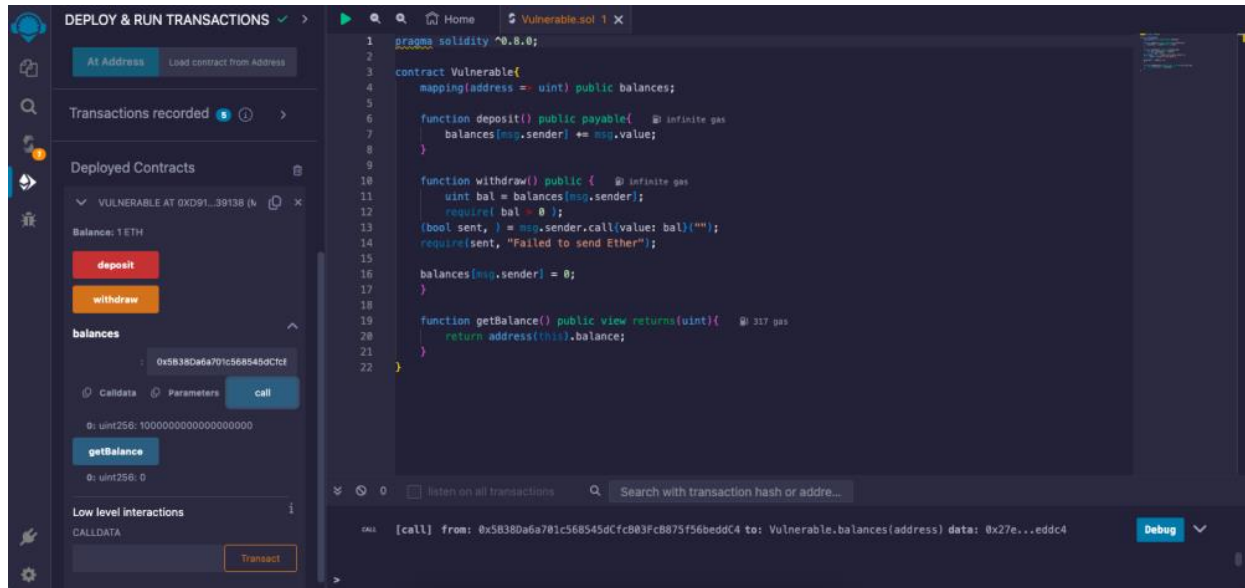 DEPLOY & RUN TRANSACTIONS
At Address
Load contract from Address
Transactions recorded 5 i
Deployed Contracts
VULNERABLE AT 0XD91...39138 (M
Balance: 1 ETH
deposit
withdraw
balances
: 0x5B38Da6a701c568545dCfcB
Calldata Parameters call
0: uint256: 1000000000000000000
getBalance
0: uint256: 0
Low level interactions i
CALLDATA
Transact
Home
Vulnerable.sol 1
1 pragma solidity ^0.8.0;
2
3 contract Vulnerable{
4 mapping(address => uint) public balances;
5
6 function deposit() public payable{ infinite gas
7 balances[msg.sender] += msg.value;
8 }
9
10 function withdraw() public { infinite gas
11 uint bal = balances[msg.sender];
12 require( bal > 0 );
13 (bool sent, ) = msg.sender.call{value: bal}("");
14 require(sent, "Failed to send Ether");
15
16 balances[msg.sender] = 0;
17 }
18
19 function getBalance() public view returns(uint){ 317 gas
20 return address(this).balance;
21 }
22 }
0 listen on all transactions Search with transaction hash or addre...
CALL [call] from: 0x5B38Da6a701c568545dCfcB03FcB875f56beddC4 to: Vulnerable.balances(address) data: 0x27e...eddc4 Debug
>